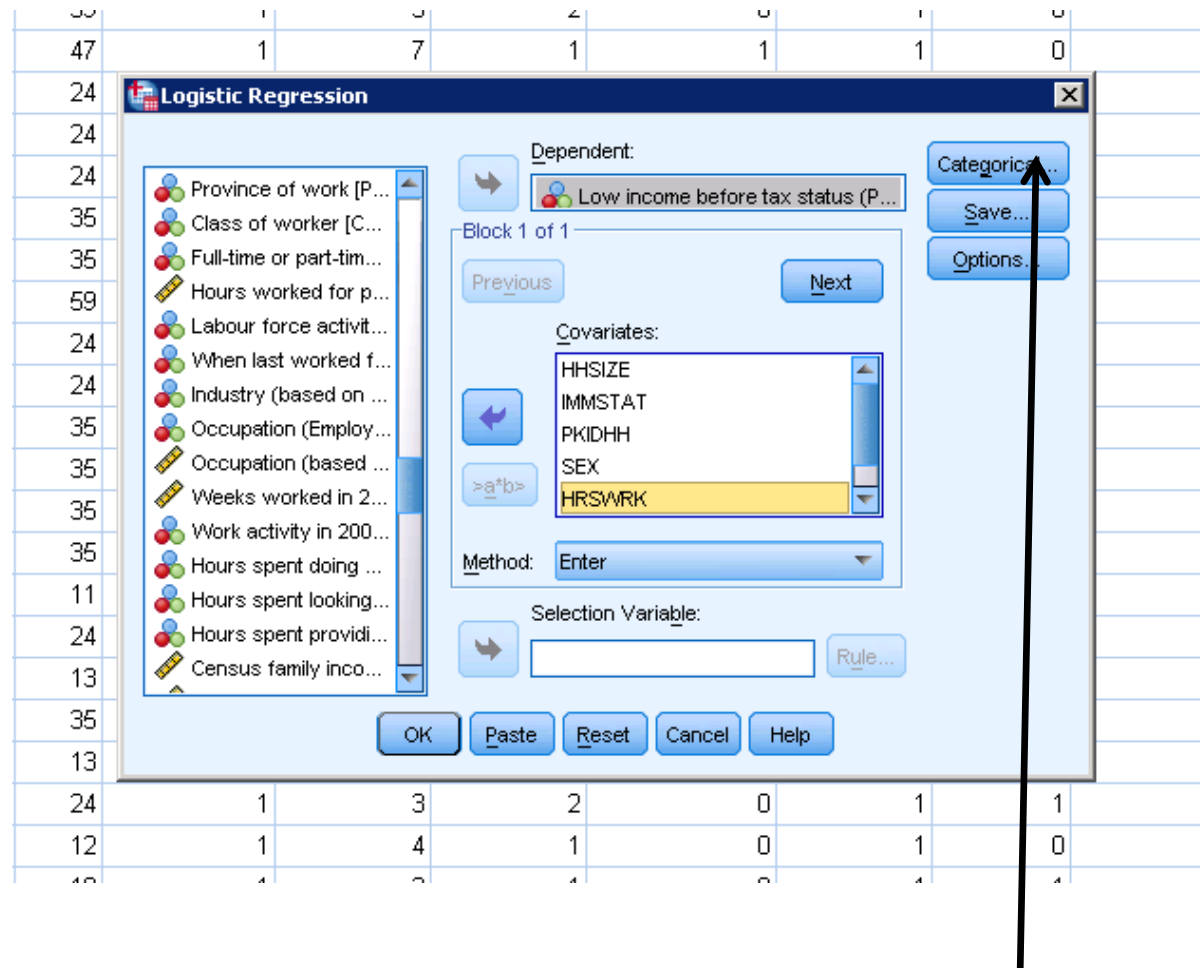 47 1 7 1 1 1 0
24
Logistic Regression
24
24
35
35
59
24
24
35
35
35
35
11
24
13
35
13
Province of work [P...
Class of worker [C...
Full-time or part-tim...
Hours worked for p...
Labour force activit...
When last worked f...
Industry (based on ...
Occupation (Employ...
Occupation (based ...
Weeks worked in 2...
Work activity in 200...
Hours spent doing ...
Hours spent looking...
Hours spent providi...
Census family inco...
Dependent:
Low income before tax status (P...
Block 1 of 1
Previous
Next
Covariates:
HHSIZE
IMMSTAT
PKIDHH
SEX
HRSWRK
>a*b>
Method: Enter
Selection Variable:
Rule...
Categorical...
Save...
Options...
OK Paste Reset Cancel Help
24 1 3 2 0 1 1
12 1 4 1 0 1 0